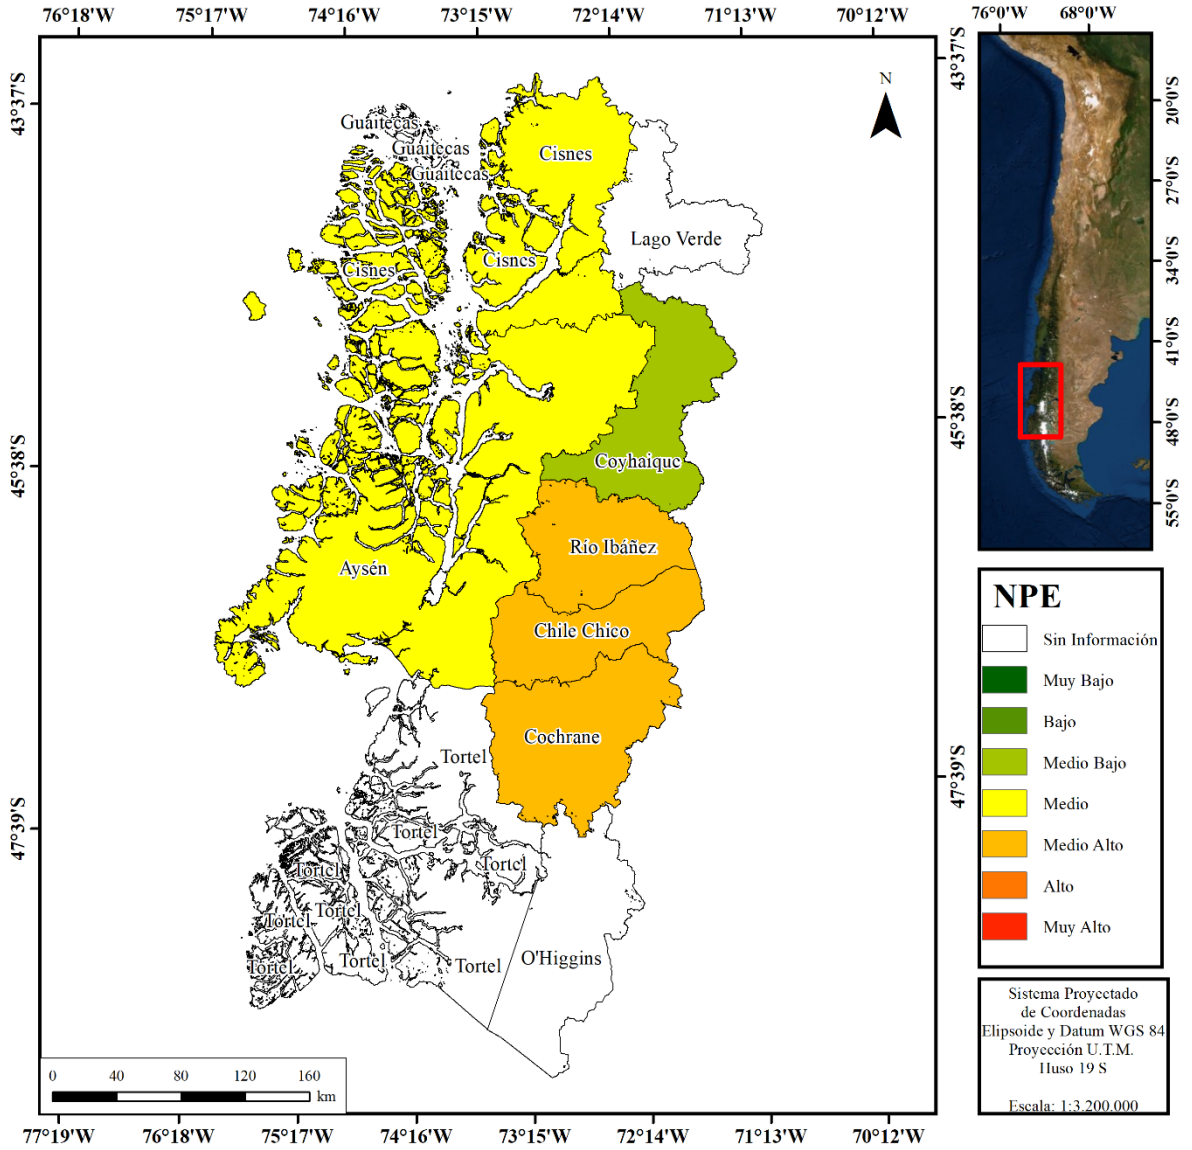 76°18'W 75°17'W 74°16'W 73°15'W 72°14'W 71°13'W 70°12'W
76°0'W 68°0'W
43°37'S
43°37'S
N
Guaitecas
Guaitecas
Guaitecas
Cisnes
Lago Verde
Cisnes
Cisnes
20°0'S
27°0'S
34°0'S
41°0'S
48°0'S
55°0'S
45°38'S
45°38'S
Coyhaique
Río Ibáñez
Aysén
Chile Chico
Cochrane
Tortel
47°39'S
47°39'S
Tortel
Tortel
Tortel
Tortel
Tortel
Tortel
Tortel
Tortel
O'Higgins
NPE
Sin Información
Muy Bajo
Bajo
Medio Bajo
Medio
Medio Alto
Alto
Muy Alto
Sistema Proyectado
de Coordenadas
Elipsoide y Datum WGS 84
Proyección U.T.M.
Huso 19 S
Escala: 1:3.200.000
0 40 80 120 160
km
77°19'W 76°18'W 75°17'W 74°16'W 73°15'W 72°14'W 71°13'W 70°12'W